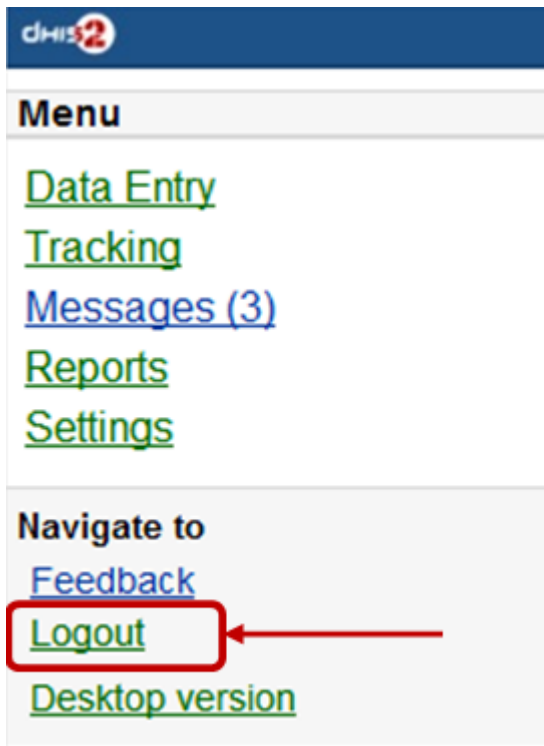 dHIS2
Menu
Data Entry
Tracking
Messages (3)
Reports
Settings
Navigate to
Feedback
Logout
Desktop version